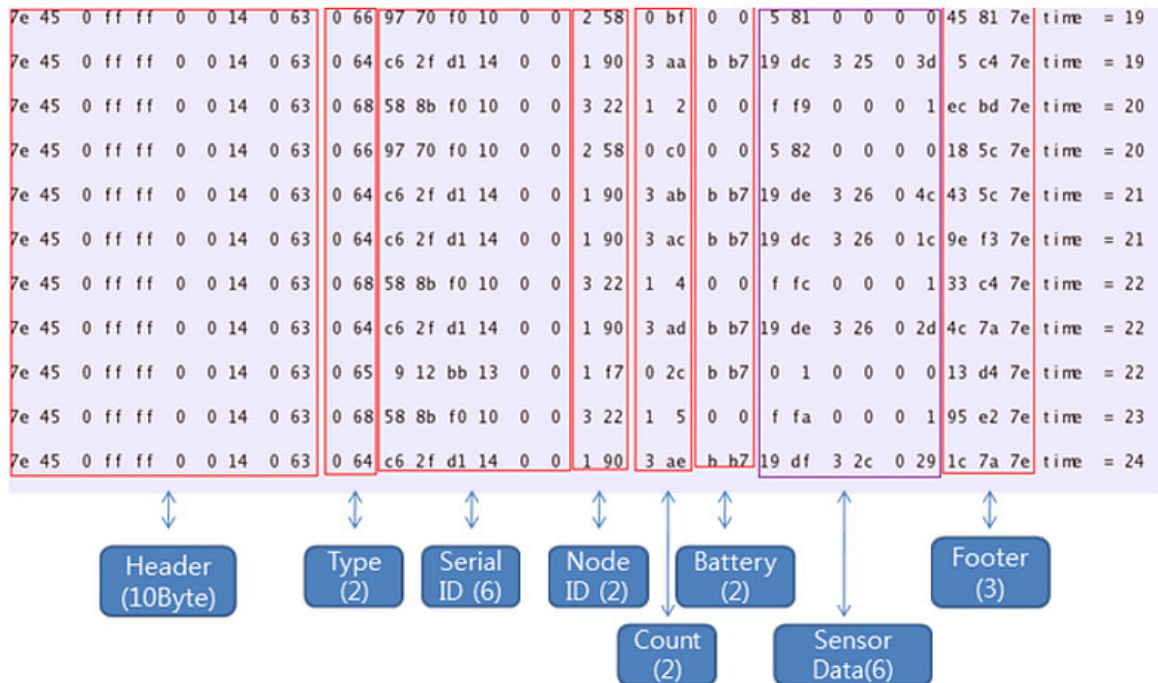 7e 45 0 ff ff 0 0 14 0 63 0 66 97 70 f0 10 0 0 2 58 0 bf 0 0 5 81 0 0 0 0 45 81 7e time = 19
7e 45 0 ff ff 0 0 14 0 63 0 64 c6 2f d1 14 0 0 1 90 3 aa b b7 19 dc 3 25 0 3d 5 c4 7e time = 19
7e 45 0 ff ff 0 0 14 0 63 0 68 58 8b f0 10 0 0 3 22 1 2 0 0 f f9 0 0 0 1 ec bd 7e time = 20
7e 45 0 ff ff 0 0 14 0 63 0 66 97 70 f0 10 0 0 2 58 0 c0 0 0 5 82 0 0 0 0 18 5c 7e time = 20
7e 45 0 ff ff 0 0 14 0 63 0 64 c6 2f d1 14 0 0 1 90 3 ab b b7 19 de 3 26 0 4c 43 5c 7e time = 21
7e 45 0 ff ff 0 0 14 0 63 0 64 c6 2f d1 14 0 0 1 90 3 ac b b7 19 dc 3 26 0 1c 9e f3 7e time = 21
7e 45 0 ff ff 0 0 14 0 63 0 68 58 8b f0 10 0 0 3 22 1 4 0 0 f fc 0 0 0 1 33 c4 7e time = 22
7e 45 0 ff ff 0 0 14 0 63 0 64 c6 2f d1 14 0 0 1 90 3 ad b b7 19 de 3 26 0 2d 4c 7a 7e time = 22
7e 45 0 ff ff 0 0 14 0 63 0 65 9 12 bb 13 0 0 1 f7 0 2c b b7 0 1 0 0 0 0 13 d4 7e time = 22
7e 45 0 ff ff 0 0 14 0 63 0 68 58 8b f0 10 0 0 3 22 1 5 0 0 f fa 0 0 0 1 95 e2 7e time = 23
7e 45 0 ff ff 0 0 14 0 63 0 64 c6 2f d1 14 0 0 1 90 3 ae b b7 19 df 3 2c 0 29 1c 7a 7e time = 24
Header
(10Byte)
Type
(2)
Serial
ID (6)
Node
ID (2)
Battery
(2)
Footer
(3)
Count
(2)
Sensor
Data(6)